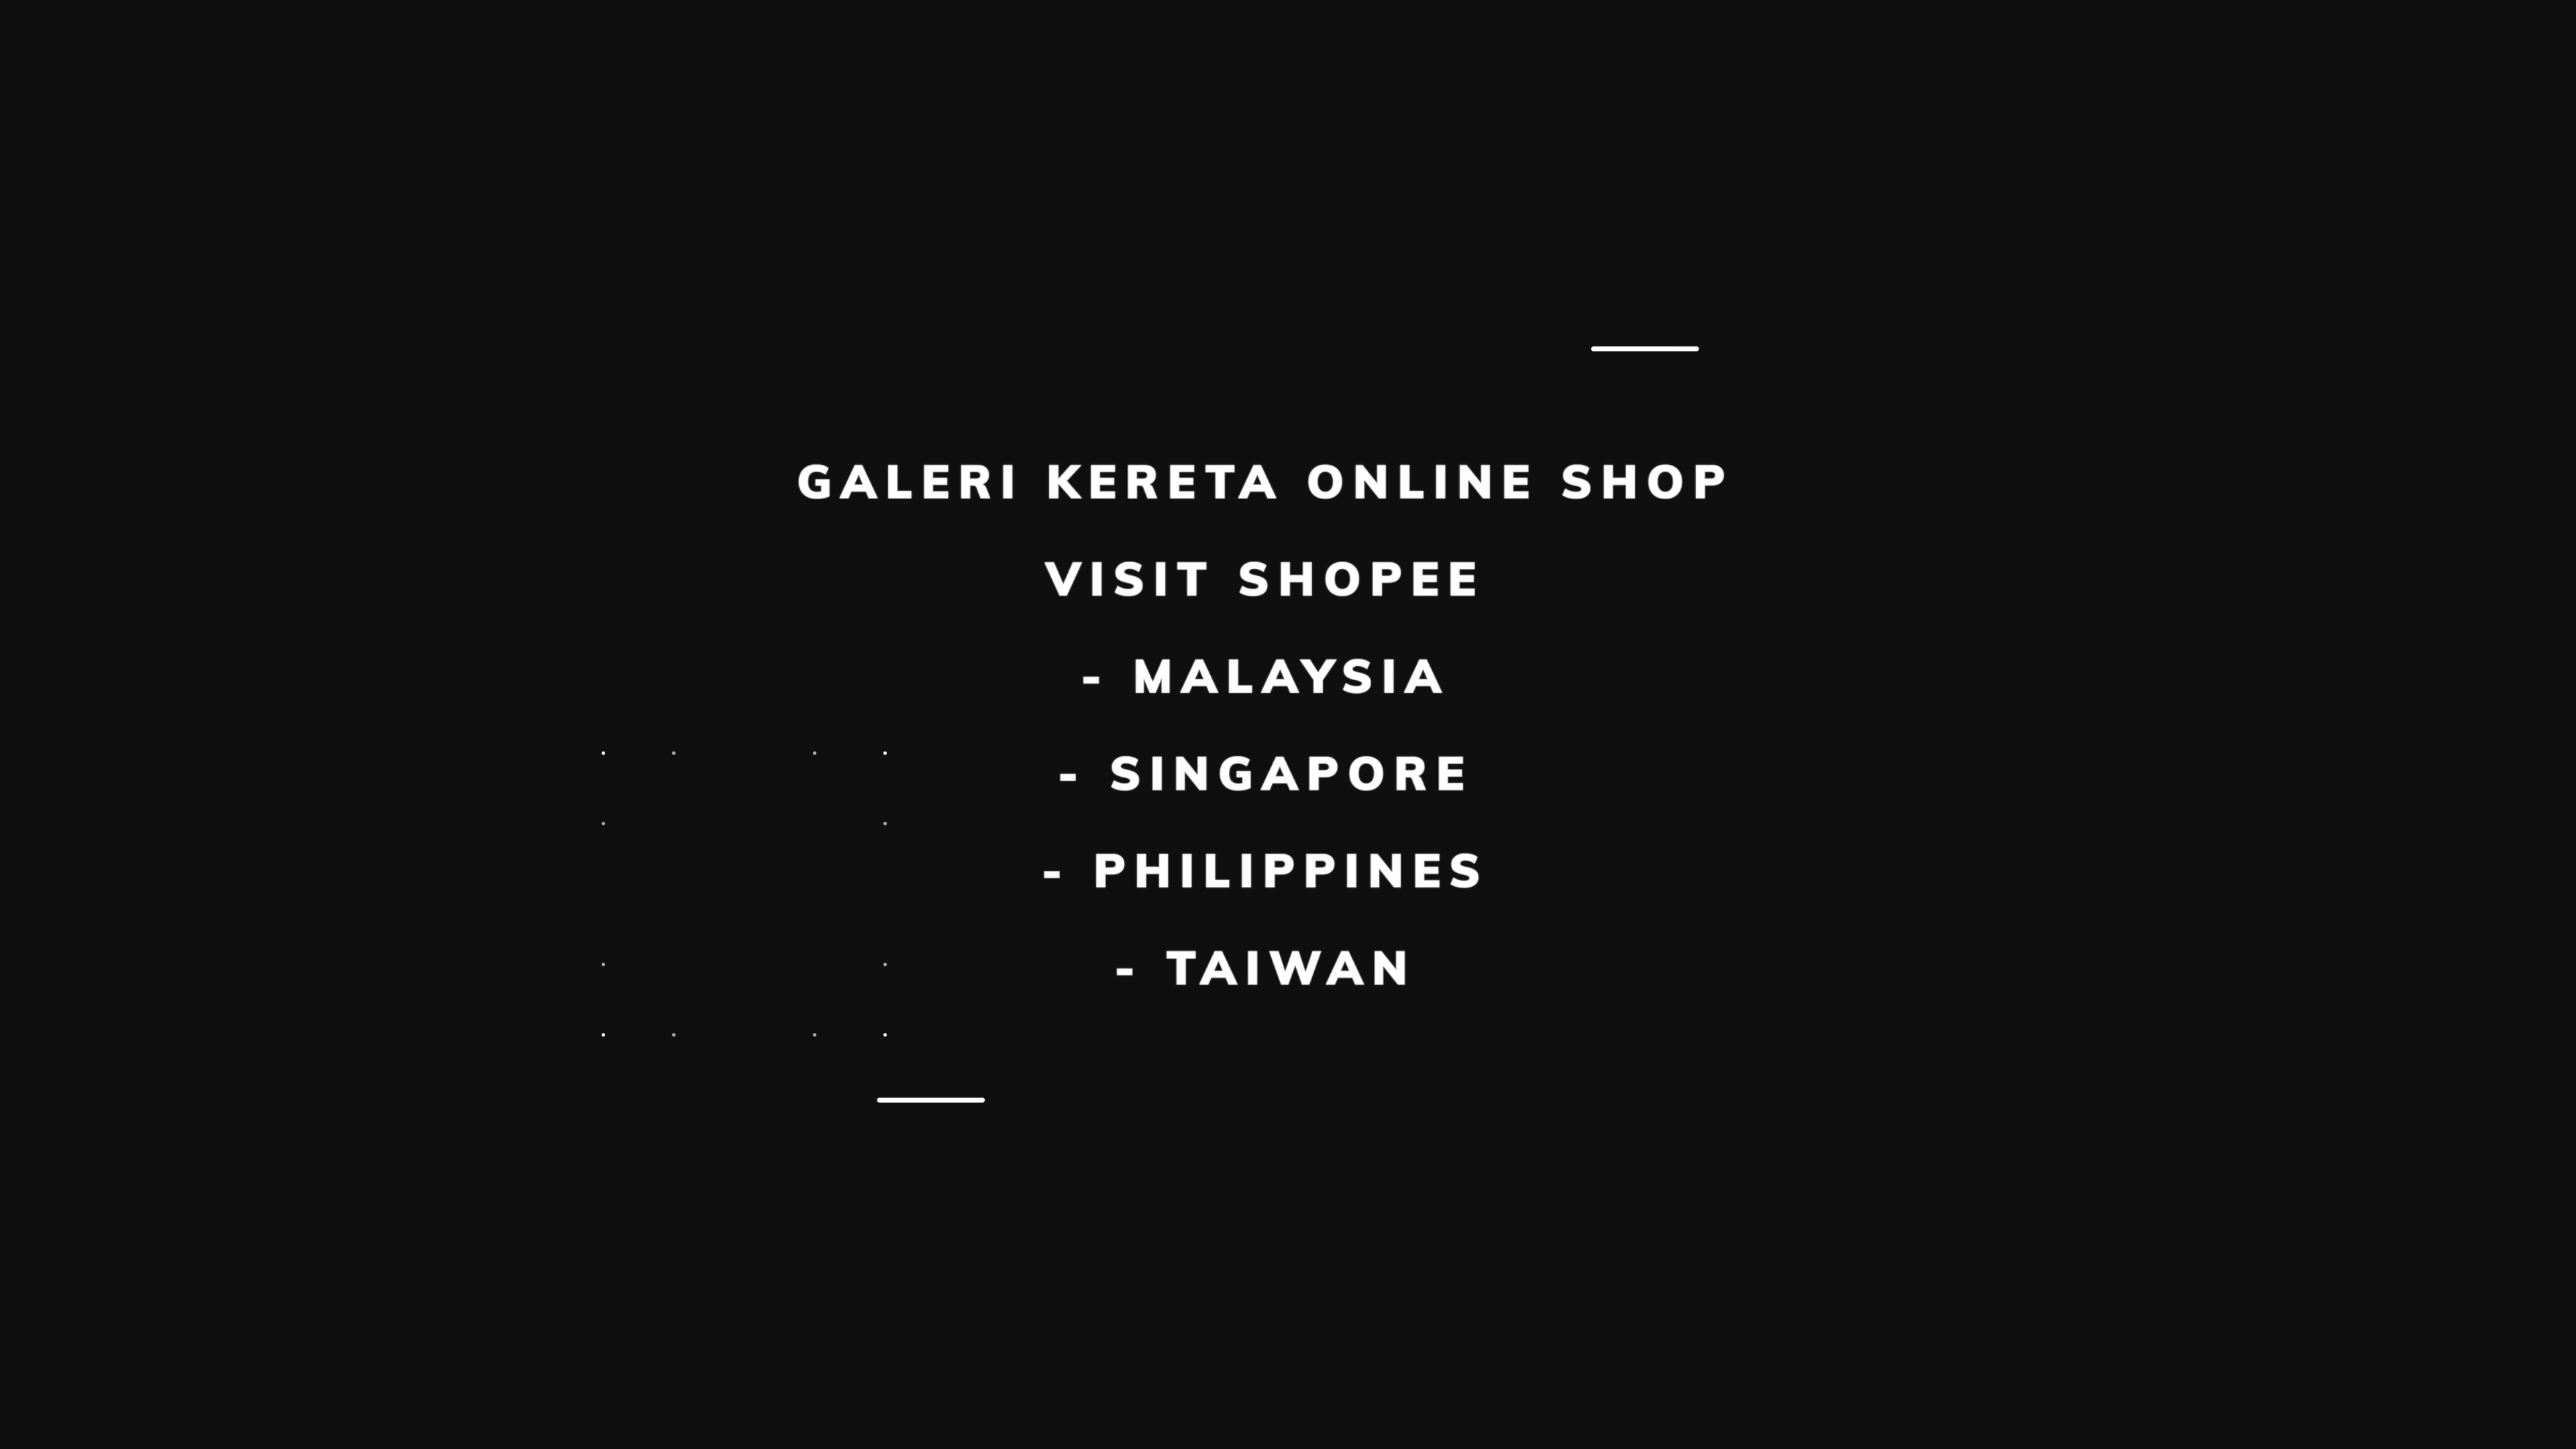 GALERI KERETA ONLINE SHOP
VISIT SHOPEE
- MALAYSIA
- SINGAPORE
- PHILIPPINES
- TAIWAN